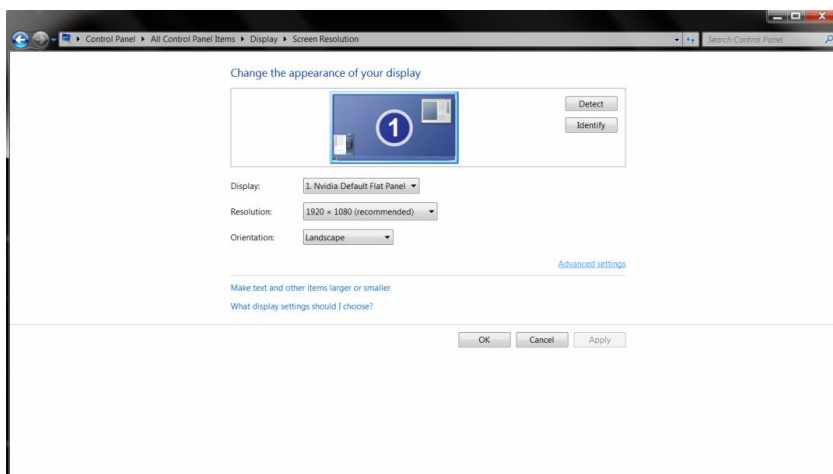 Control Panel ▸ All Control Panel Items ▸ Display ▸ Screen Resolution
Search Control Panel
Change the appearance of your display
1
Detect
Identify
Display: 1. Nvidia Default Flat Panel
Resolution: 1920 × 1080 (recommended)
Orientation: Landscape
Advanced settings
Make text and other items larger or smaller
What display settings should I choose?
OK Cancel Apply